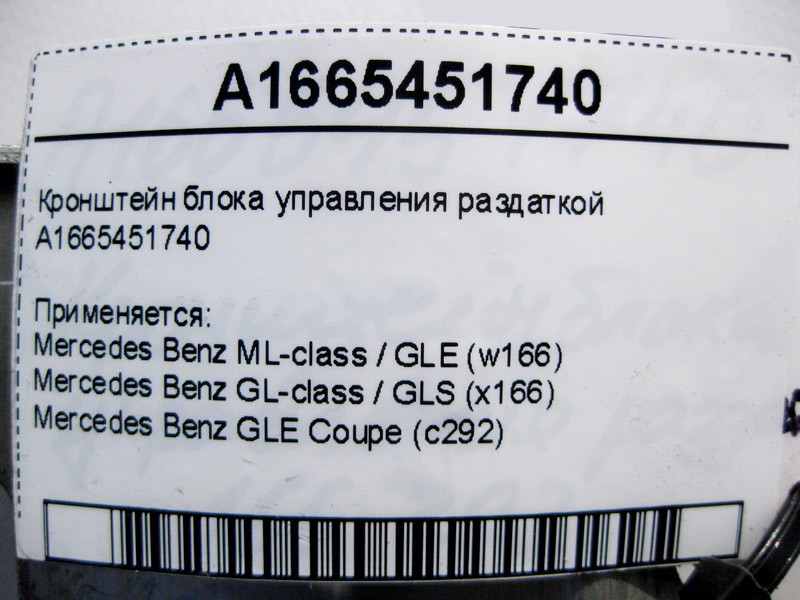 A1665451740
Кронштейн блока управления раздаткой
A1665451740
Применяется:
Mercedes Benz ML-class / GLE (w166)
Mercedes Benz GL-class / GLS (x166)
Mercedes Benz GLE Coupe (c292)